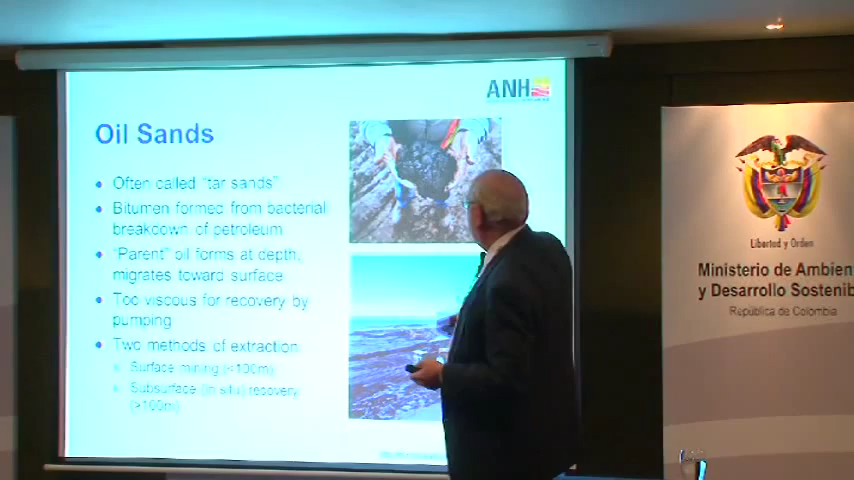 ANH
Oil Sands
Often called "tar sands"
Bitumen formed from bacterial
breakdown of petroleum
"Parent" oil forms at depth,
migrates toward surface
Too viscous for recovery by
pumping
Two methods of extraction
Surface mining (<100m)
Subsurface (in situ) recovery
(>100m)
Libertad y Orden
Ministerio de Ambien
y Desarrollo Sostenib
República de Colombia